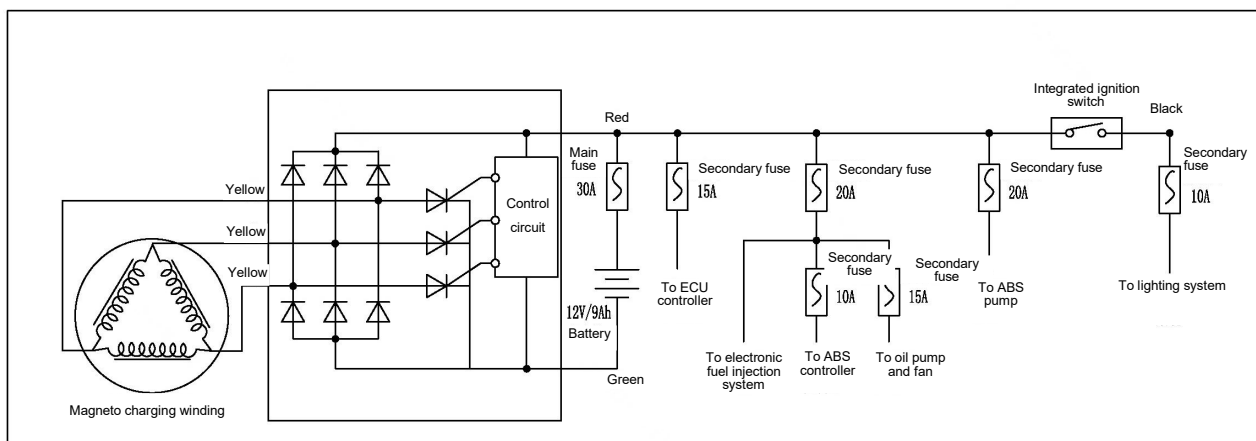 Integrated ignition
switch
Red
Black
Main
fuse
30A
Secondary fuse
15A
Secondary fuse
20A
Secondary fuse
20A
Secondary
fuse
10A
Yellow
Yellow
Yellow
Control
circuit
Secondary
fuse
10A
Secondary
fuse
15A
To ECU
controller
To ABS
pump
To lighting system
12V/9Ah
Battery
Green
To electronic
fuel injection
system
To ABS
controller
To oil pump
and fan
Magneto charging winding